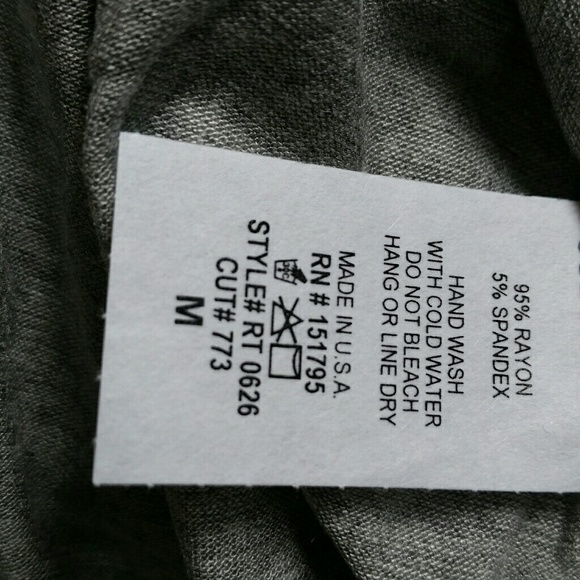 95% RAYON
5% SPANDEX
HAND WASH
WITH COLD WATER
DO NOT BLEACH
HANG OR LINE DRY
MADE IN U.S.A.
RN # 151795
STYLE# RT 0626
CUT# 773
M